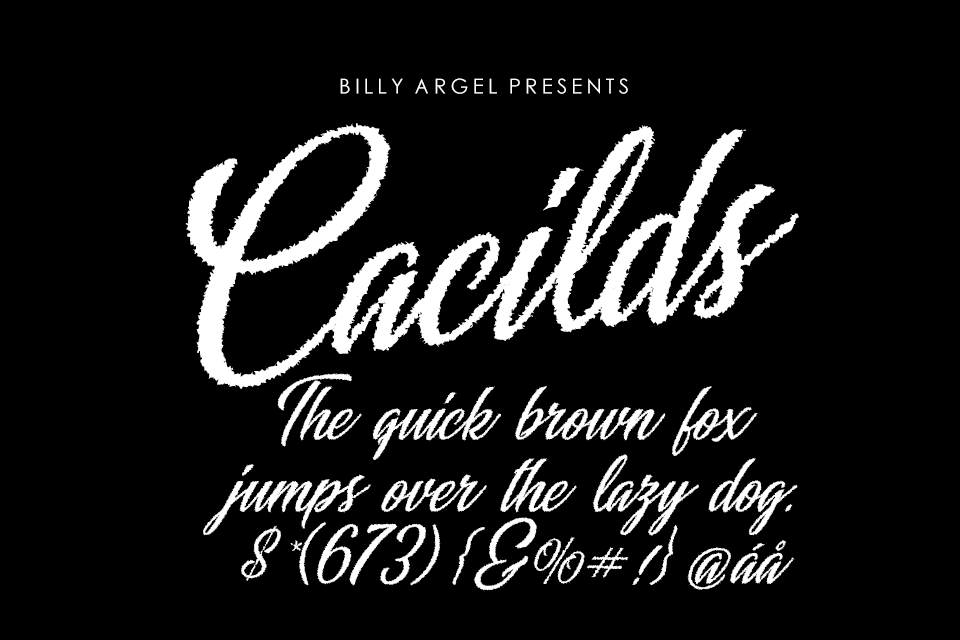 BILLY ARGEL PRESENTS
Cacilds
The quick brown fox
jumps over the lazy dog.
$ *(673) {&%#!} @áå